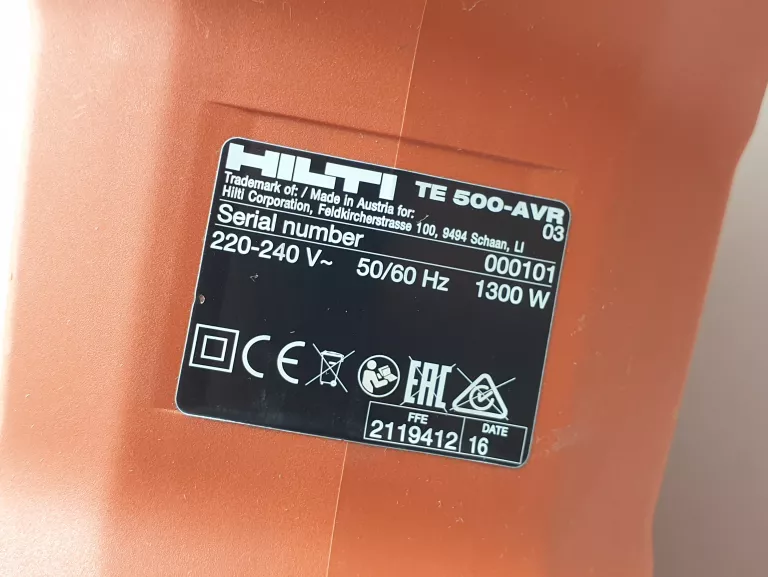 HILTI TE 500-AVR
Trademark of: / Made in Austria for: 03
Hilti Corporation, Feldkircherstrasse 100, 9494 Schaan, LI
Serial number 000101
220-240 V~ 50/60 Hz 1300 W
CE EAC
FFE DATE
2119412 16